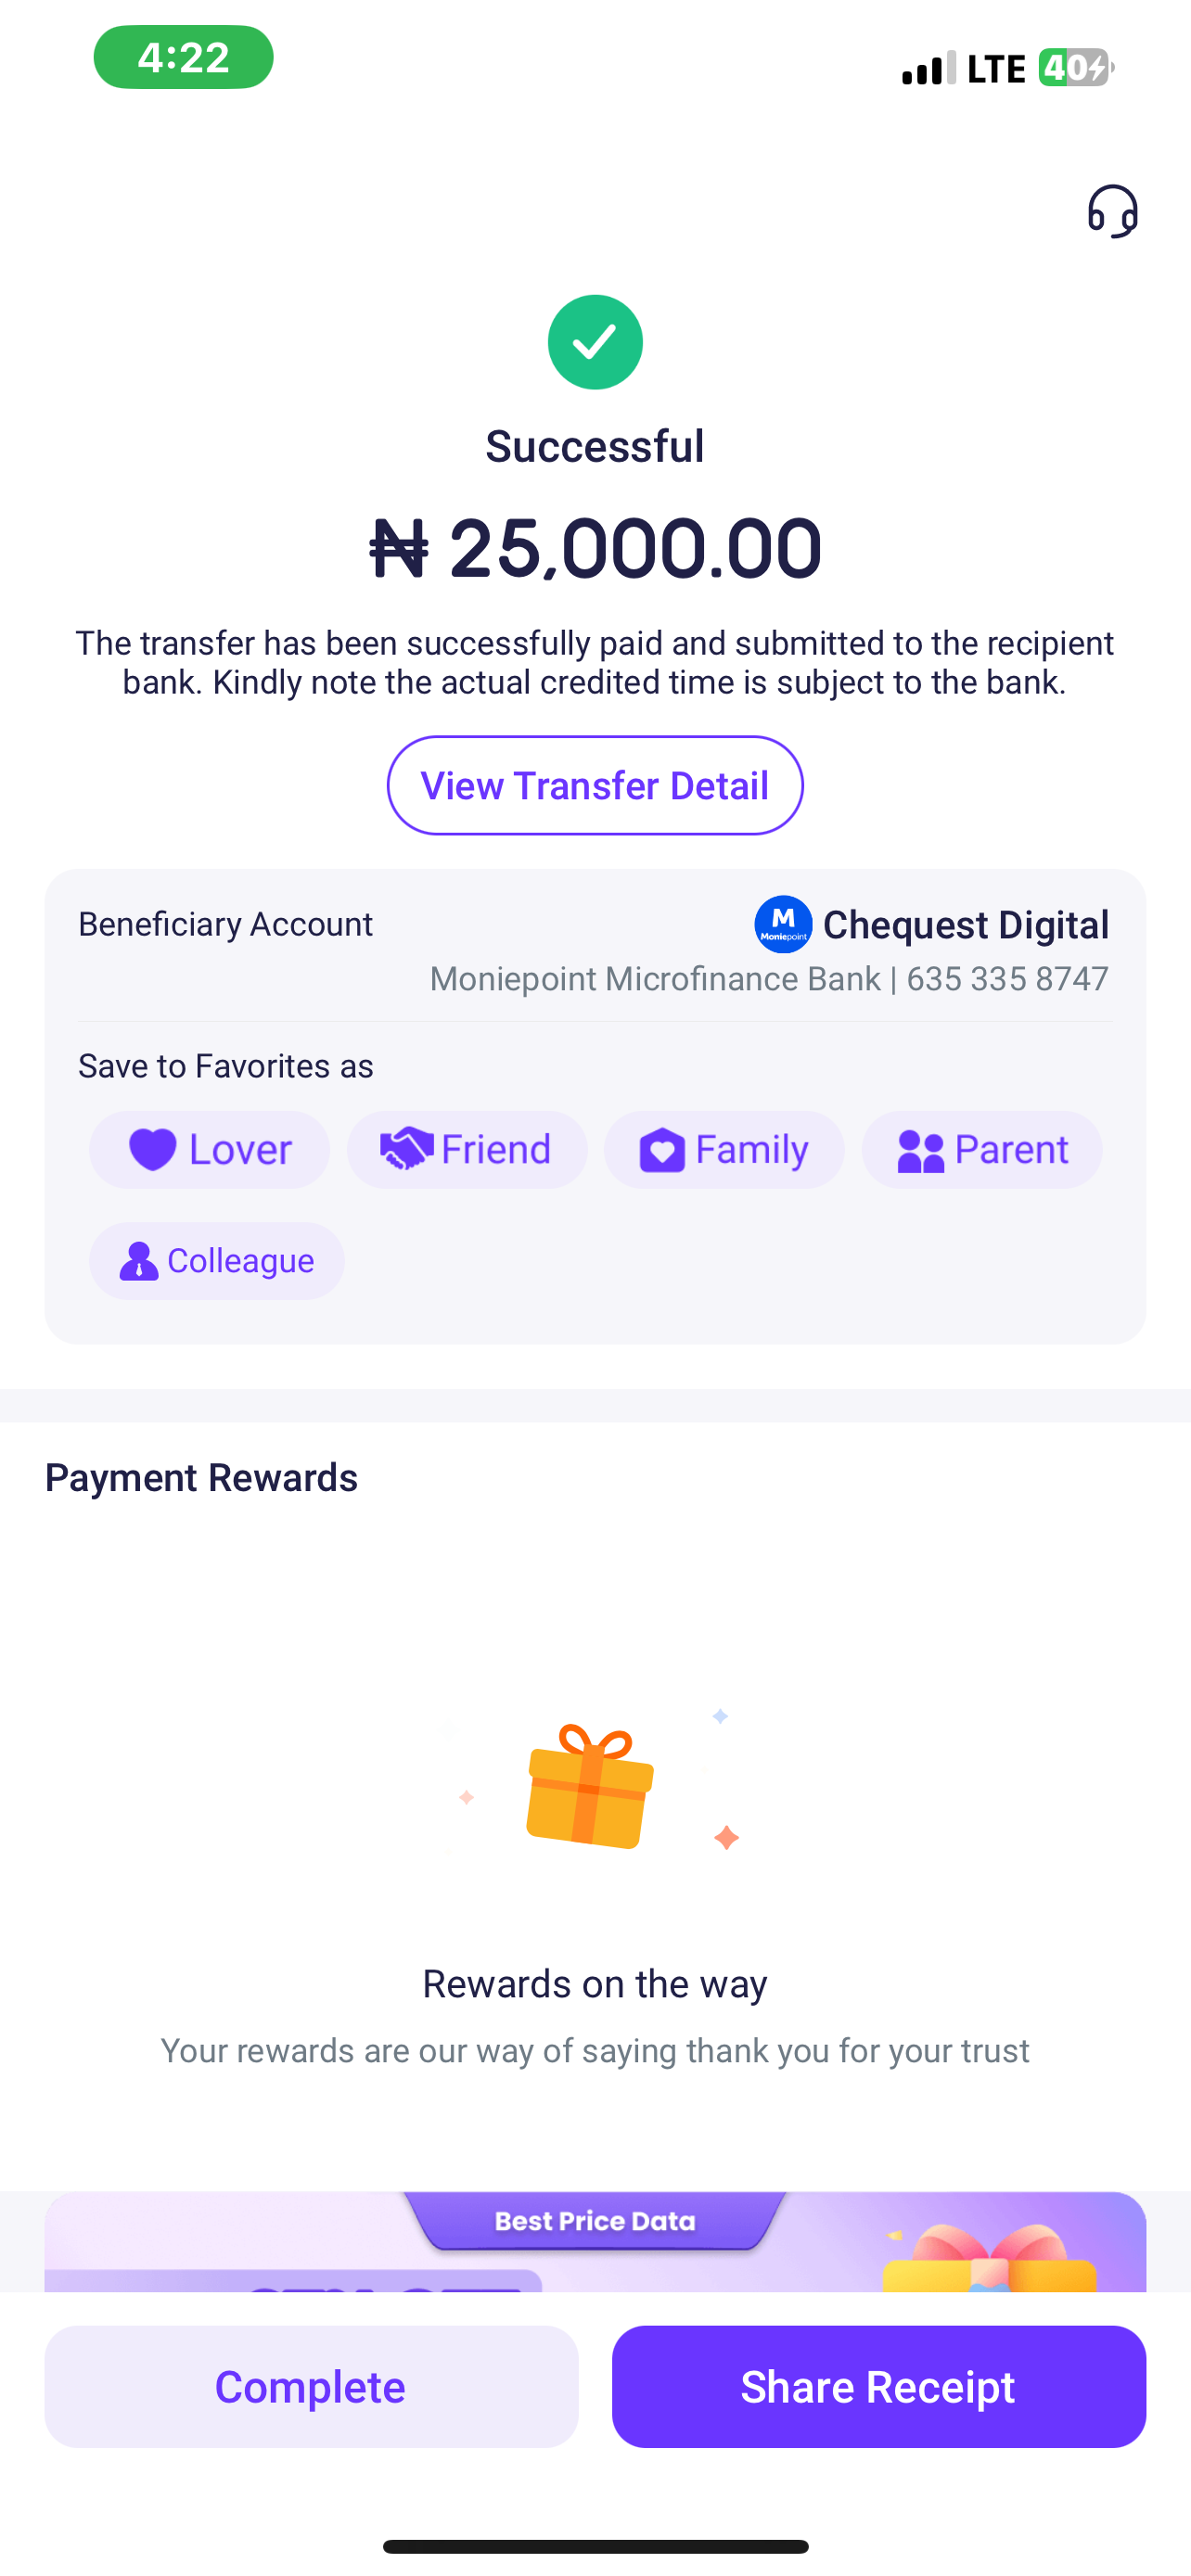 4:22
LTE 40
Successful
₦ 25,000.00
The transfer has been successfully paid and submitted to the recipient
bank. Kindly note the actual credited time is subject to the bank.
View Transfer Detail
Beneficiary Account
M
Moniepoint
Chequest Digital
Moniepoint Microfinance Bank | 635 335 8747
Save to Favorites as
Lover
Friend
Family
Parent
Colleague
Payment Rewards
Rewards on the way
Your rewards are our way of saying thank you for your trust
Best Price Data
Complete
Share Receipt